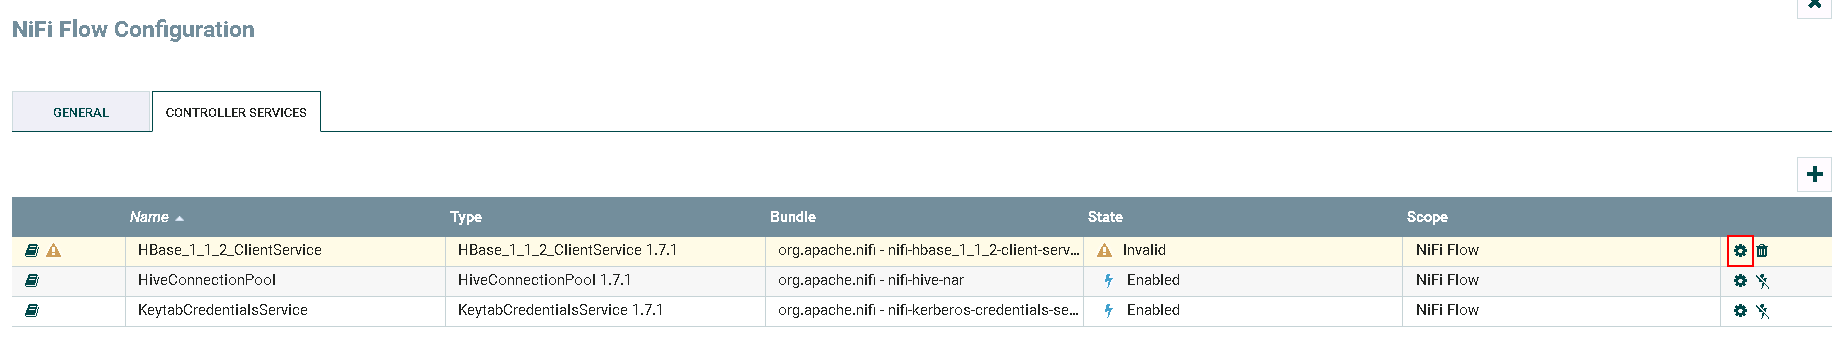 NiFi Flow Configuration
GENERAL CONTROLLER SERVICES
Name Type Bundle State Scope
HBase_1_1_2_ClientService HBase_1_1_2_ClientService 1.7.1 org.apache.nifi - nifi-hbase_1_1_2-client-serv... Invalid NiFi Flow
HiveConnectionPool HiveConnectionPool 1.7.1 org.apache.nifi - nifi-hive-nar Enabled NiFi Flow
KeytabCredentialsService KeytabCredentialsService 1.7.1 org.apache.nifi - nifi-kerberos-credentials-se... Enabled NiFi Flow